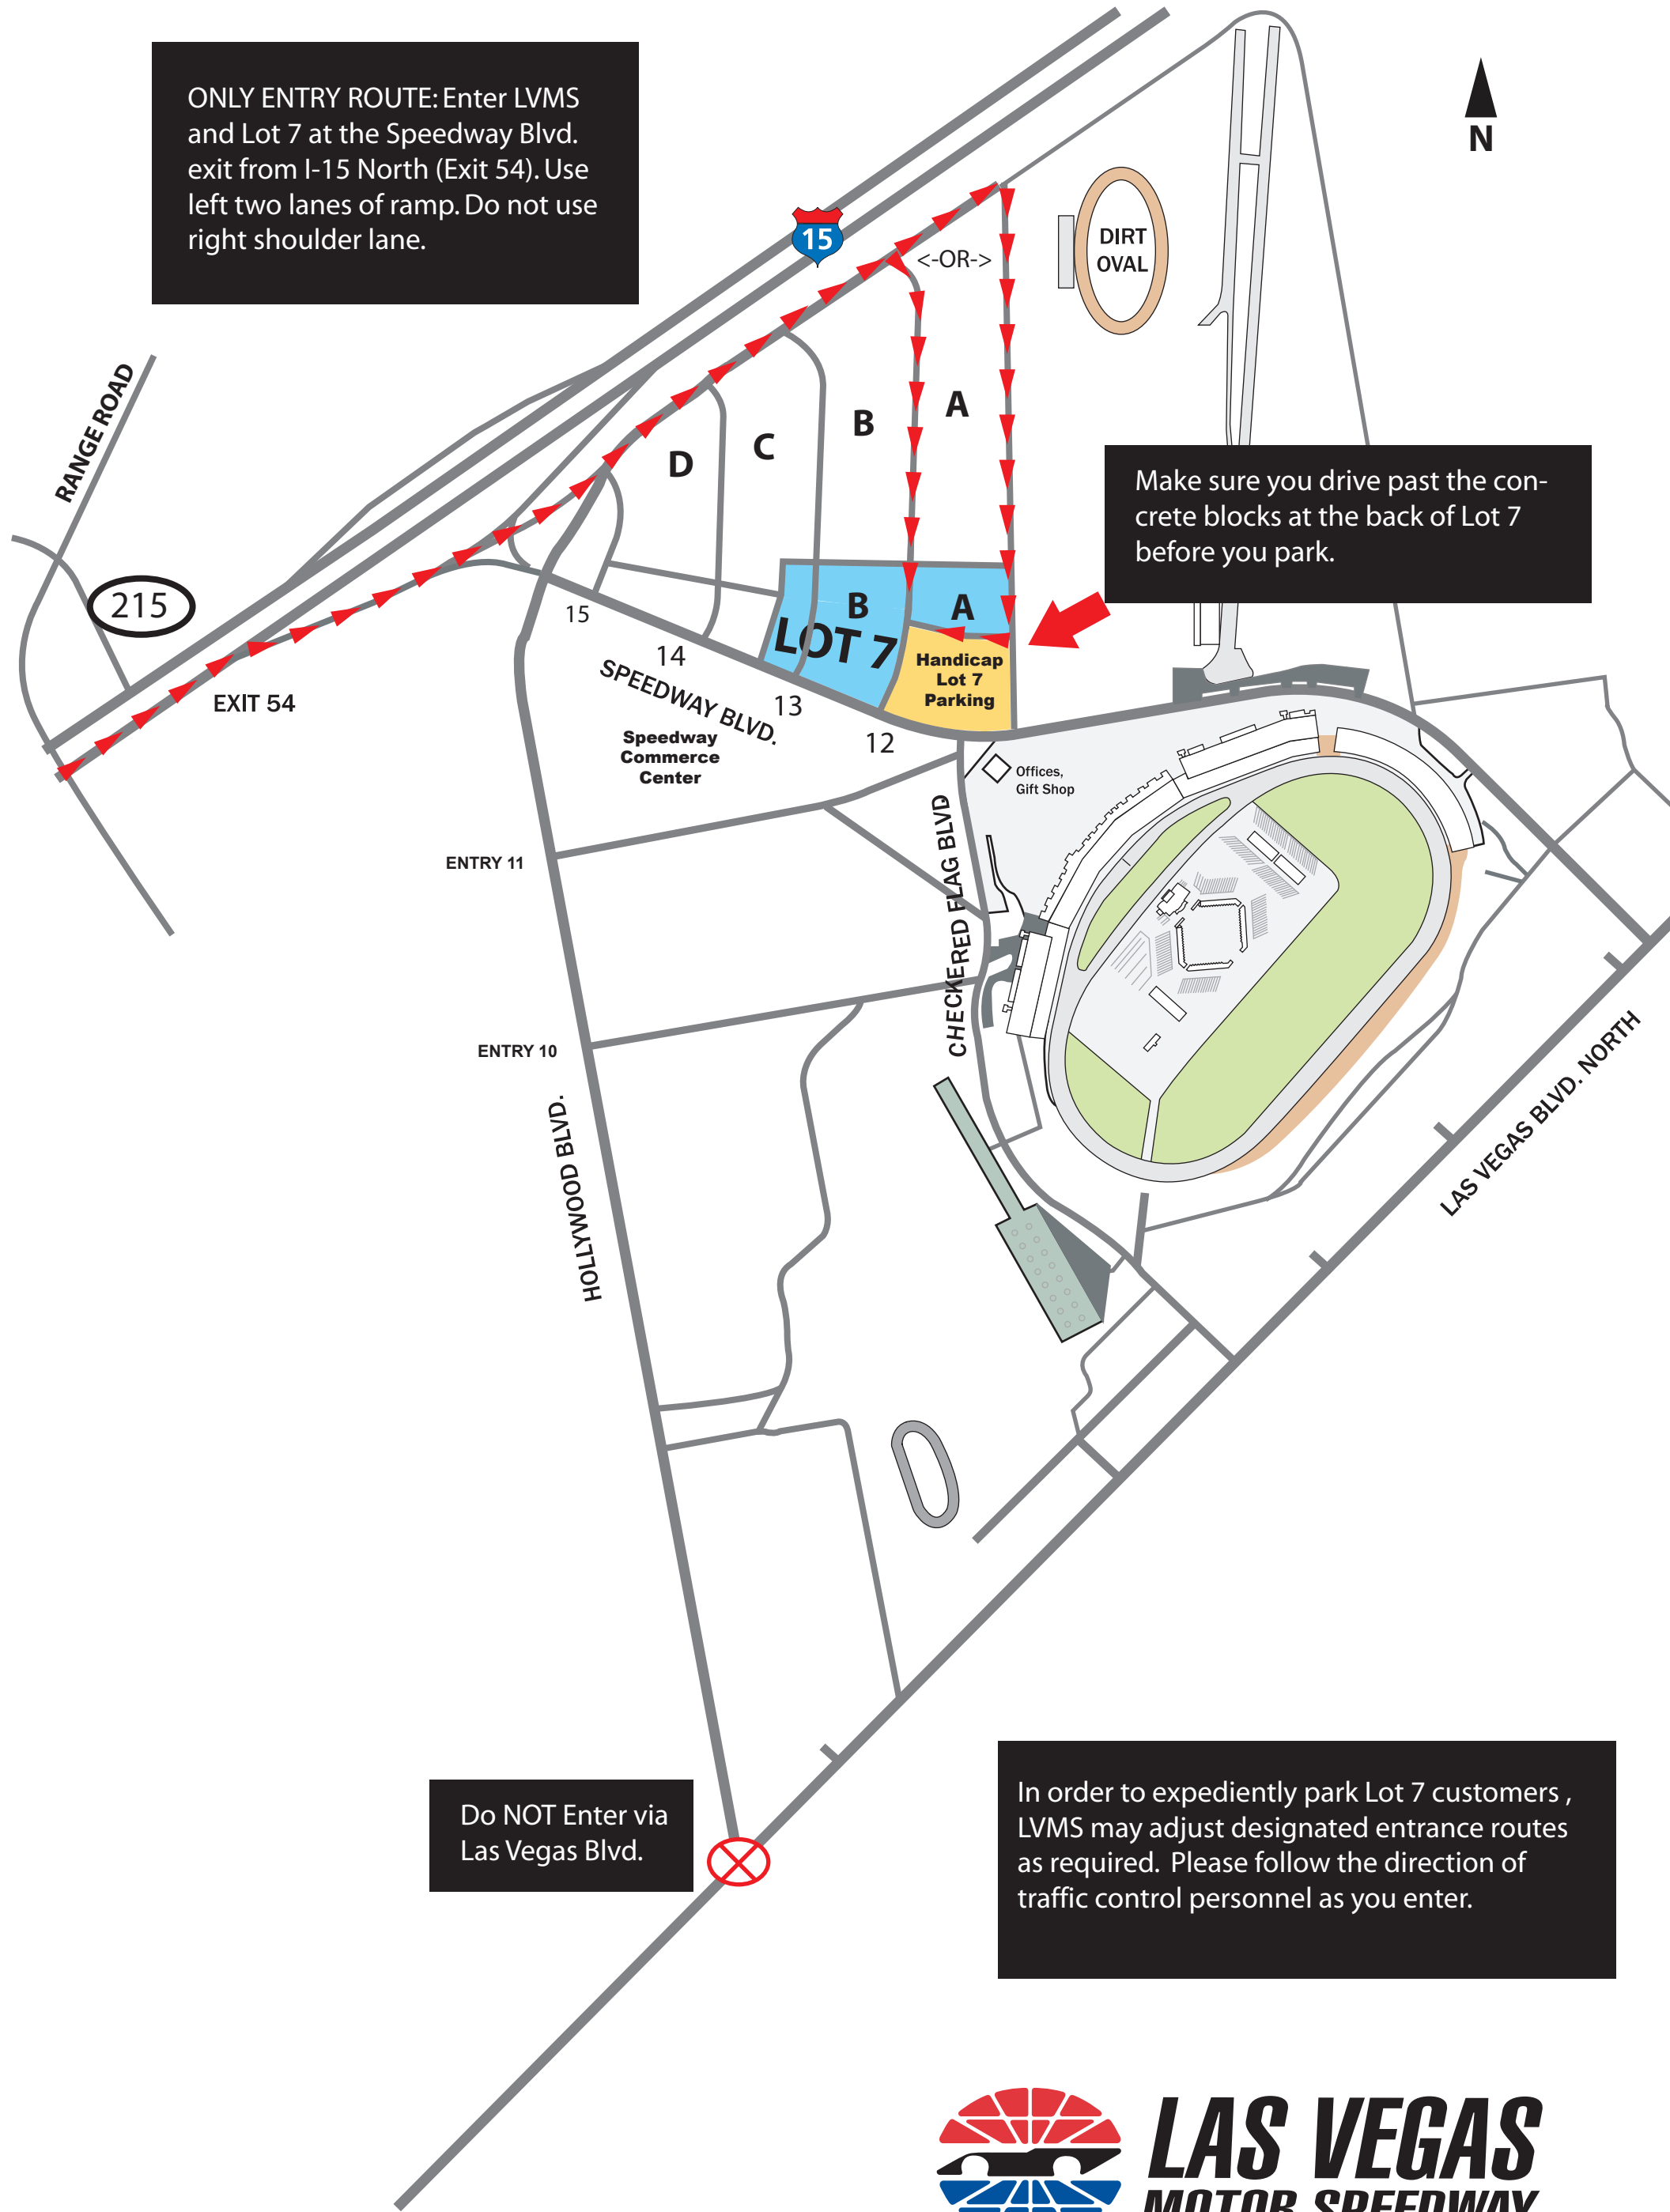 ONLY ENTRY ROUTE: Enter LVMS
and Lot 7 at the Speedway Blvd.
exit from I-15 North (Exit 54). Use
left two lanes of ramp. Do not use
right shoulder lane.
N
15
<-OR->
DIRT
OVAL
RANGE ROAD
A
B
C
D
Make sure you drive past the con-
crete blocks at the back of Lot 7
before you park.
215
B
A
LOT 7
Handicap
Lot 7
Parking
15
14
13
12
SPEEDWAY BLVD.
EXIT 54
Speedway
Commerce
Center
Offices,
Gift Shop
CHECKERED FLAG BLVD
ENTRY 11
ENTRY 10
HOLLYWOOD BLVD.
LAS VEGAS BLVD. NORTH
Do NOT Enter via
Las Vegas Blvd.
In order to expediently park Lot 7 customers ,
LVMS may adjust designated entrance routes
as required.  Please follow the direction of
traffic control personnel as you enter.
LAS VEGAS
MOTOR SPEEDWAY